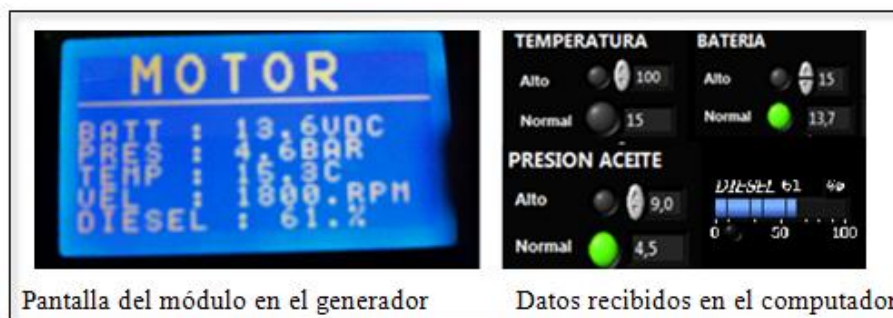 MOTOR
BATT : 13.6VDC
PRES : 4.6BAR
TEMP : 15.3C
VEL : 1800.RPM
DIESEL : 61.%
TEMPERATURA
Alto 100
Normal 15
BATERIA
Alto 15
Normal 13,7
PRESION ACEITE
Alto 9,0
Normal 4,5
DIESEL 61 %
0 50 100
Pantalla del módulo en el generador
Datos recibidos en el computador